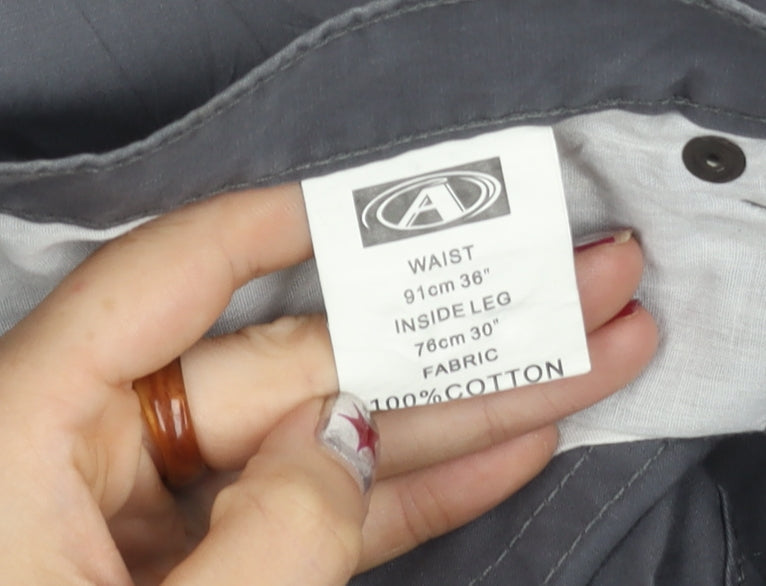 A
WAIST
91cm 36"
INSIDE LEG
76cm 30"
FABRIC
100%COTTON